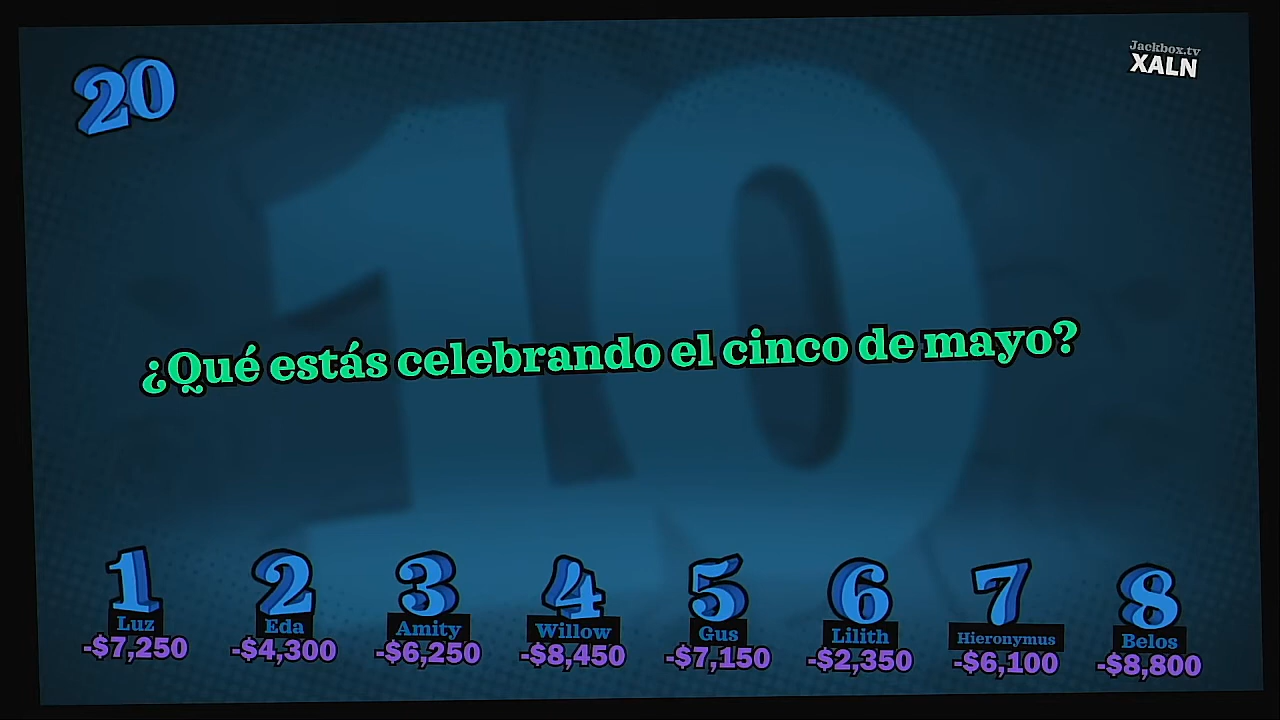 20
Jackbox.tv
XALN
10
¿Qué estás celebrando el cinco de mayo?
1 2 3 4 5 6 7 8
Luz Eda Amity Willow Gus Lilith Hieronymus Belos
-$7,250 -$4,300 -$6,250 -$8,450 -$7,150 -$2,350 -$6,100 -$8,800